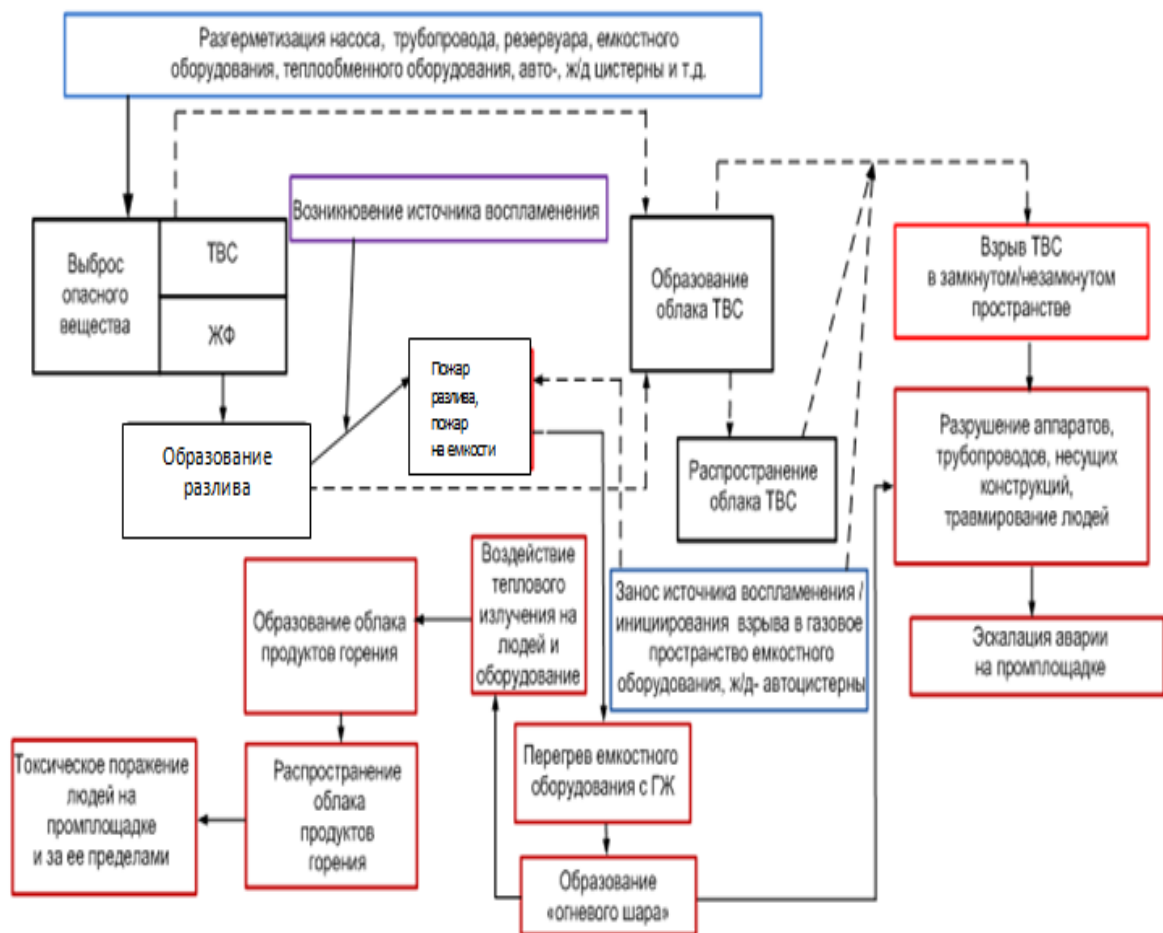 Разгерметизация насоса, трубопровода, резервуара, емкостного
оборудования, теплообменного оборудования, авто-, ж/д цистерны и т.д.
Возникновение источника воспламенения
Выброс
опасного
вещества
ТВС
ЖФ
Образование
облака ТВС
Взрыв ТВС
в замкнутом/незамкнутом
пространстве
Пожар
разлива,
пожар
на емкости
Образование
разлива
Распространение
облака ТВС
Разрушение аппаратов,
трубопроводов, несущих
конструкций,
травмирование людей
Воздействие
теплового
излучения на
людей и
оборудование
Образование облака
продуктов горения
Занос источника воспламенения /
инициирования взрыва в газовое
пространство емкостного
оборудования, ж/д- автоцистерны
Эскалация аварии
на промплощадке
Токсическое поражение
людей на
промплощадке
и за ее пределами
Распространение
облака
продуктов
горения
Перегрев емкостного
оборудования с ГЖ
Образование
«огневого шара»